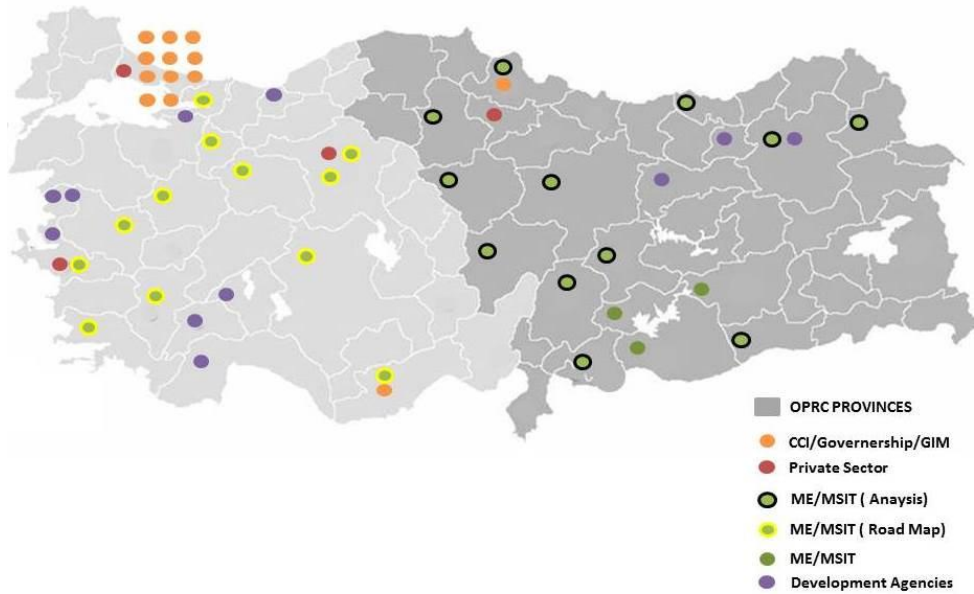 OPRC PROVINCES
CCI/Governership/GIM
Private Sector
ME/MSIT ( Anaysis)
ME/MSIT ( Road Map)
ME/MSIT
Development Agencies